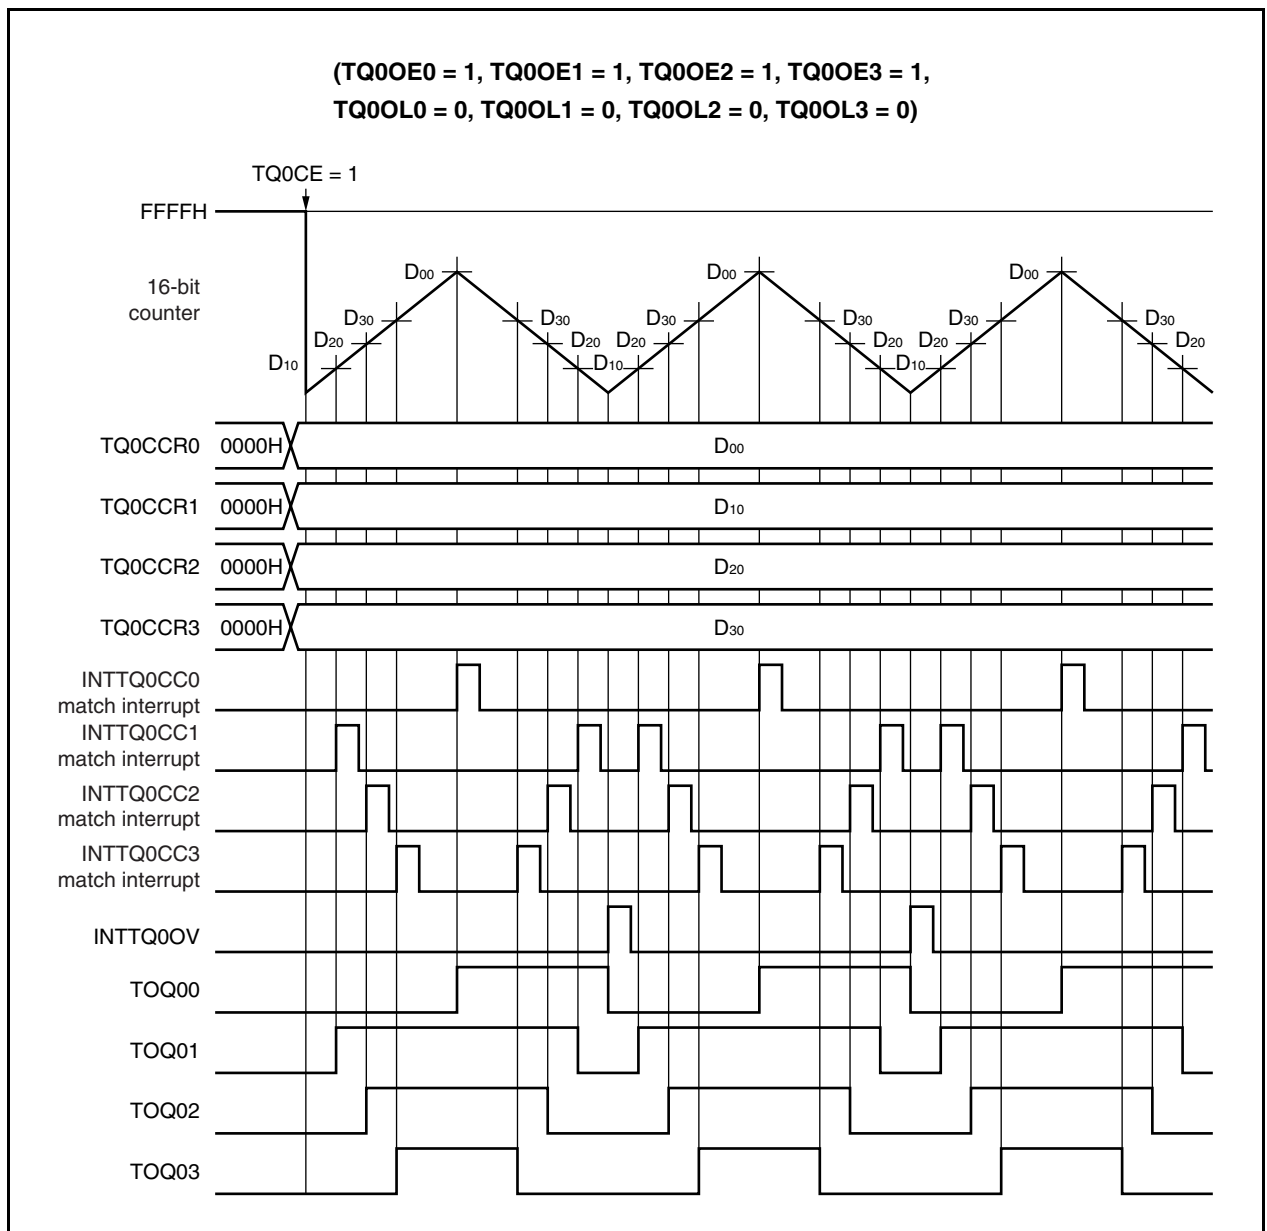 (TQ0OE0 = 1, TQ0OE1 = 1, TQ0OE2 = 1, TQ0OE3 = 1,
TQ0OL0 = 0, TQ0OL1 = 0, TQ0OL2 = 0, TQ0OL3 = 0)
TQ0CE = 1
FFFFH
16-bit
counter
D00 D00 D00
D30 D30 D30 D30 D30 D30
D20 D20 D20 D20 D20 D20
D10 D10 D10
TQ0CCR0 0000H D00
TQ0CCR1 0000H D10
TQ0CCR2 0000H D20
TQ0CCR3 0000H D30
INTTQ0CC0
match interrupt
INTTQ0CC1
match interrupt
INTTQ0CC2
match interrupt
INTTQ0CC3
match interrupt
INTTQ0OV
TOQ00
TOQ01
TOQ02
TOQ03